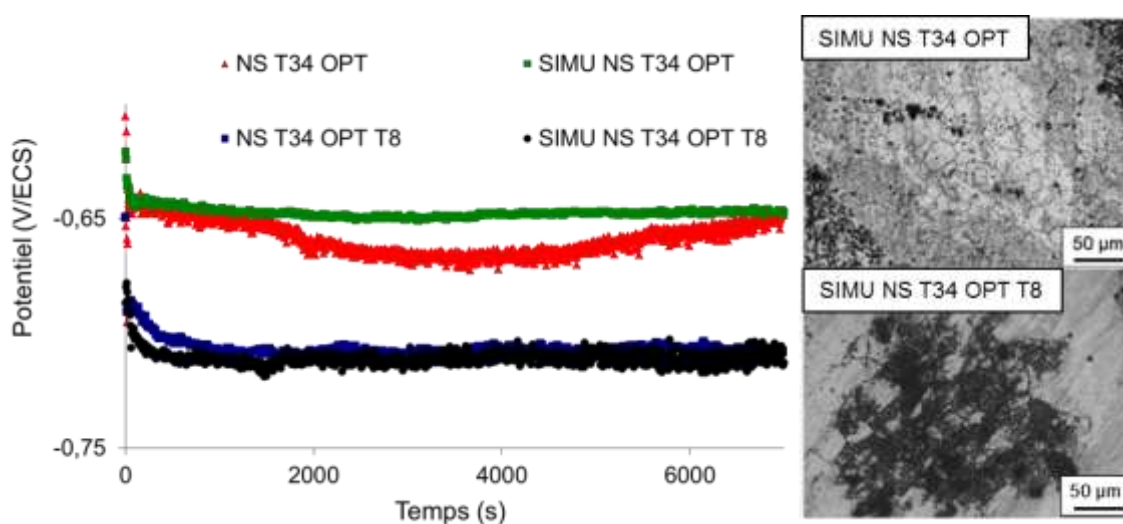 NS T34 OPT
SIMU NS T34 OPT
NS T34 OPT T8
SIMU NS T34 OPT T8
Potentiel (V/ECS)
-0,65
-0,75
0
2000
4000
6000
Temps (s)
SIMU NS T34 OPT
50 µm
SIMU NS T34 OPT T8
50 µm